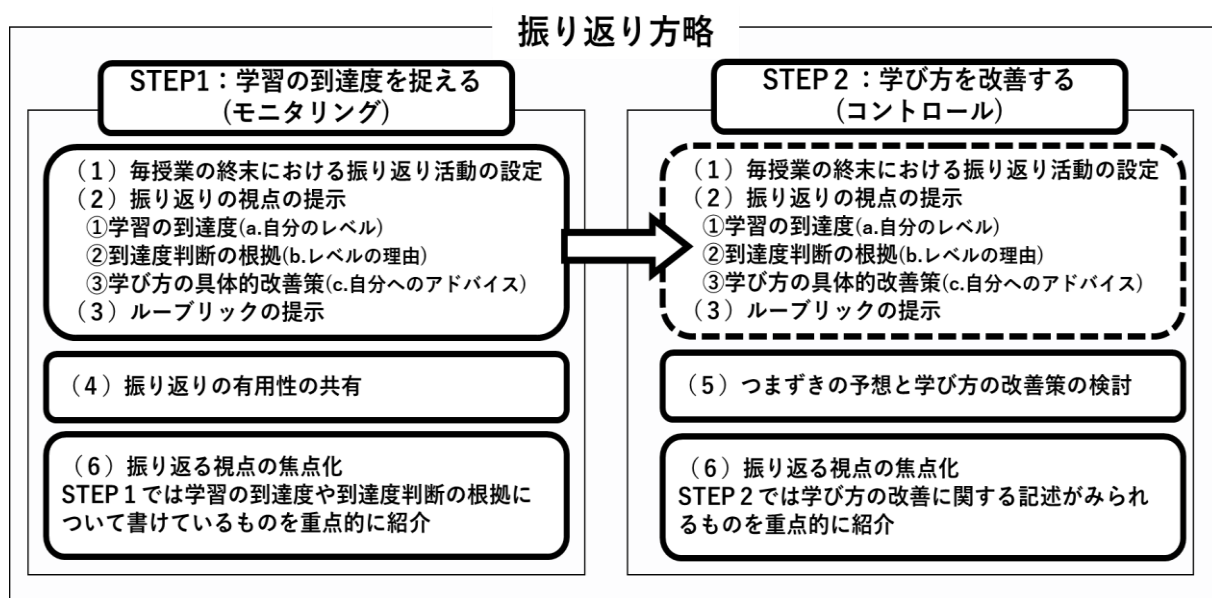 振り返り方略
STEP1：学習の到達度を捉える
(モニタリング)
（1）毎授業の終末における振り返り活動の設定
（2）振り返りの視点の提示
①学習の到達度(a.自分のレベル)
②到達度判断の根拠(b.レベルの理由)
③学び方の具体的改善策(c.自分へのアドバイス)
（3）ルーブリックの提示
（4）振り返りの有用性の共有
（6）振り返る視点の焦点化
STEP１では学習の到達度や到達度判断の根拠に
ついて書けているものを重点的に紹介
STEP２：学び方を改善する
(コントロール)
（1）毎授業の終末における振り返り活動の設定
（2）振り返りの視点の提示
①学習の到達度(a.自分のレベル)
②到達度判断の根拠(b.レベルの理由)
③学び方の具体的改善策(c.自分へのアドバイス)
（3）ルーブリックの提示
（5）つまずきの予想と学び方の改善策の検討
（6）振り返る視点の焦点化
STEP２では学び方の改善に関する記述がみられ
るものを重点的に紹介